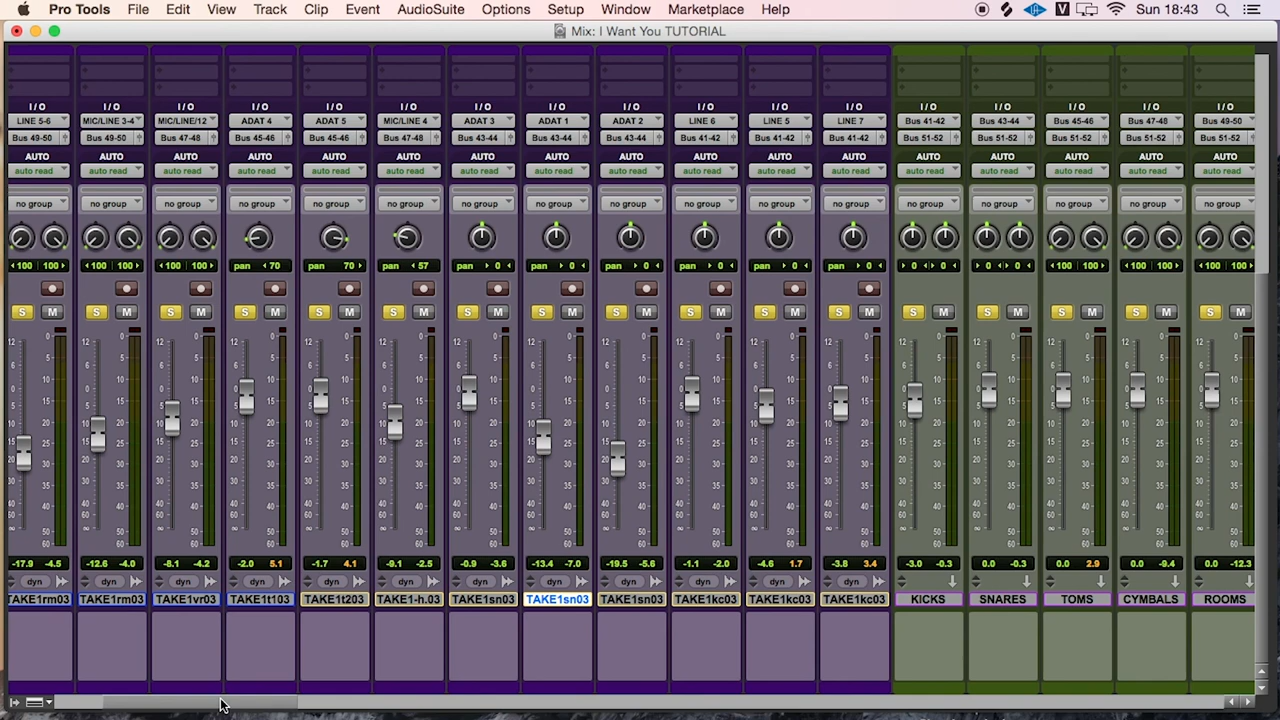 Pro Tools File Edit View Track Clip Event AudioSuite Options Setup Window Marketplace Help Sun 18:43
Mix: I Want You TUTORIAL
I/O I/O I/O I/O I/O I/O I/O I/O I/O I/O I/O I/O I/O I/O I/O I/O I/O
LINE 5-6 MIC/LINE 3-4 MIC/LINE/12 ADAT 4 ADAT 5 MIC/LINE 4 ADAT 3 ADAT 1 ADAT 2 LINE 6 LINE 5 LINE 7 Bus 41-42 Bus 43-44 Bus 45-46 Bus 47-48 Bus 49-50
Bus 49-50 Bus 49-50 Bus 47-48 Bus 45-46 Bus 45-46 Bus 47-48 Bus 43-44 Bus 43-44 Bus 43-44 Bus 41-42 Bus 41-42 Bus 41-42 Bus 51-52 Bus 51-52 Bus 51-52 Bus 51-52 Bus 51-52
AUTO AUTO AUTO AUTO AUTO AUTO AUTO AUTO AUTO AUTO AUTO AUTO AUTO AUTO AUTO AUTO AUTO
auto read auto read auto read auto read auto read auto read auto read auto read auto read auto read auto read auto read auto read auto read auto read auto read auto read
no group no group no group no group no group no group no group no group no group no group no group no group no group no group no group no group no group
100 100 100 100 100 100 pan 70 pan 70 pan 57 pan 0 pan 0 pan 0 pan 0 pan 0 pan 0 0 0 0 0 100 100 100 100 100 100
S M S M S M S M S M S M S M S M S M S M S M S M S M S M S M S M S
-17.9 -4.5 -12.6 -4.0 -8.1 -4.2 -2.0 5.1 -1.7 4.1 -9.1 -2.5 -0.9 -3.6 -13.4 -7.0 -19.5 -5.6 -1.1 -2.0 -4.6 1.7 -3.8 3.4 -3.0 -0.3 0.0 -0.3 0.0 2.9 0.0 -9.4 0.0 -12.3
dyn dyn dyn dyn dyn dyn dyn dyn dyn dyn dyn dyn
TAKE1rm03 TAKE1rm03 TAKE1vr03 TAKE1t103 TAKE1t203 TAKE1-h.03 TAKE1sn03 TAKE1sn03 TAKE1sn03 TAKE1kc03 TAKE1kc03 TAKE1kc03 KICKS SNARES TOMS CYMBALS ROOMS